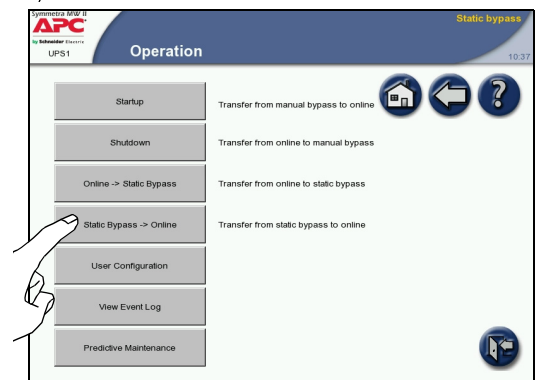 Symmetra MW II
APC
by Schneider Electric
UPS1
Operation
Static bypass
10:37
Startup
Transfer from manual bypass to online
?
Shutdown
Transfer from online to manual bypass
Online -> Static Bypass
Transfer from online to static bypass
Static Bypass -> Online
Transfer from static bypass to online
User Configuration
View Event Log
Predictive Maintenance